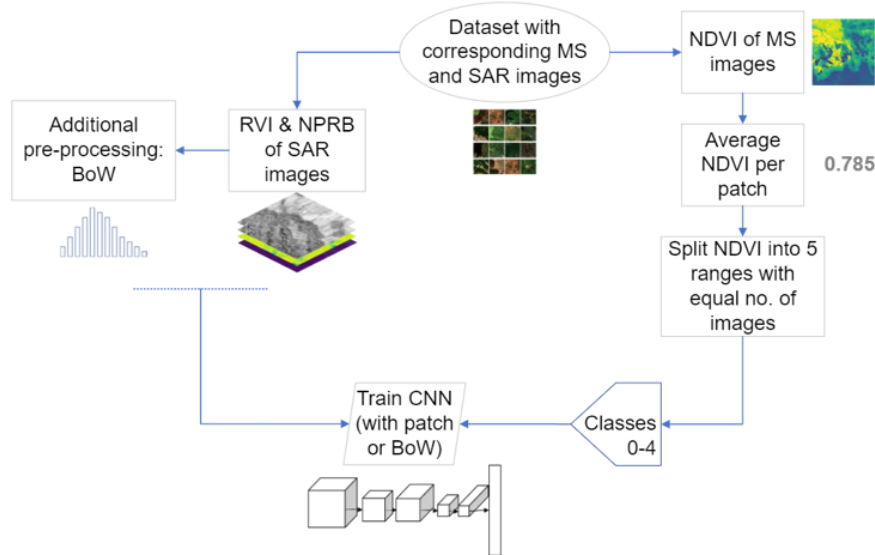 Dataset with
corresponding MS
and SAR images
NDVI of MS
images
Additional
pre-processing:
BoW
RVI & NPRB
of SAR
images
Average
NDVI per
patch
0.785
Split NDVI into 5
ranges with
equal no. of
images
Train CNN
(with patch
or BoW)
Classes
0-4